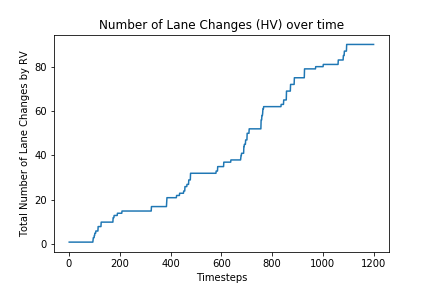 Number of Lane Changes (HV) over time
Total Number of Lane Changes by RV
80
60
40
20
0
0 200 400 600 800 1000 1200
Timesteps